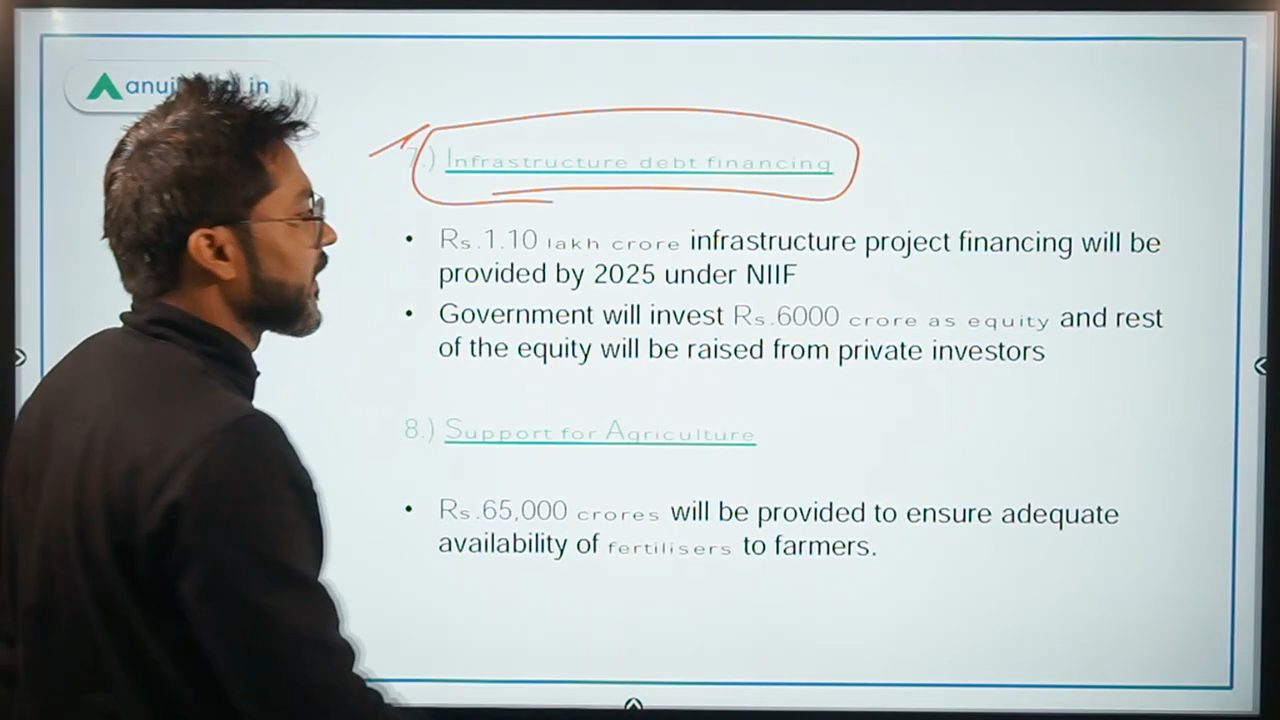 7.) Infrastructure debt financing
• Rs.1.10 lakh crore infrastructure project financing will be
provided by 2025 under NIIF
• Government will invest Rs.6000 crore as equity and rest
of the equity will be raised from private investors
8.) Support for Agriculture
• Rs.65,000 crores will be provided to ensure adequate
availability of fertilisers to farmers.